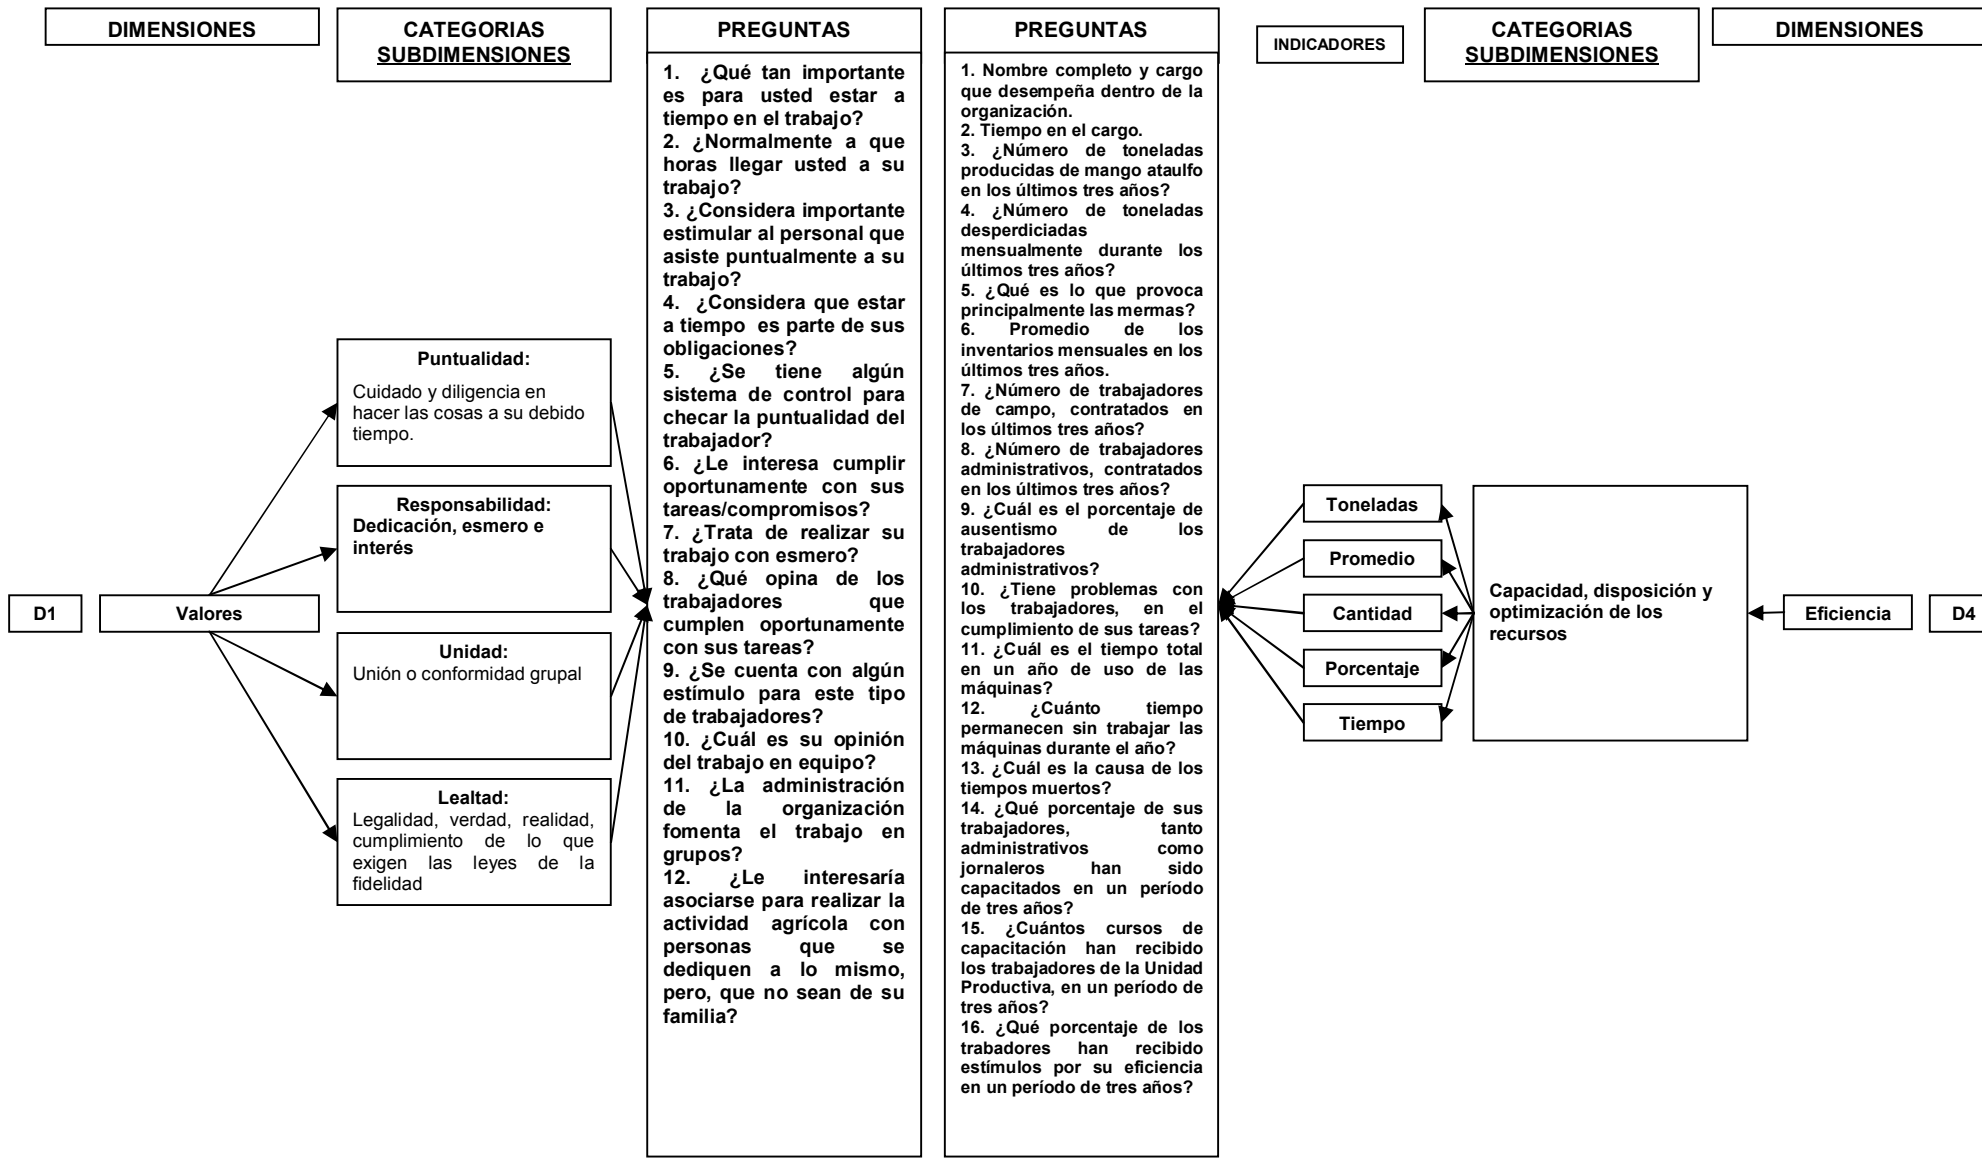 DIMENSIONES
CATEGORIAS
SUBDIMENSIONES
PREGUNTAS
PREGUNTAS
INDICADORES
CATEGORIAS
SUBDIMENSIONES
DIMENSIONES
D1
Valores
Puntualidad:
Cuidado y diligencia en
hacer las cosas a su debido
tiempo.
Responsabilidad:
Dedicación, esmero e
interés
Unidad:
Unión o conformidad grupal
Lealtad:
Legalidad, verdad, realidad,
cumplimiento de lo que
exigen las leyes de la
fidelidad
1. ¿Qué tan importante
es para usted estar a
tiempo en el trabajo?
2. ¿Normalmente a que
horas llegar usted a su
trabajo?
3. ¿Considera importante
estimular al personal que
asiste puntualmente a su
trabajo?
4. ¿Considera que estar
a tiempo es parte de sus
obligaciones?
5. ¿Se tiene algún
sistema de control para
checar la puntualidad del
trabajador?
6. ¿Le interesa cumplir
oportunamente con sus
tareas/compromisos?
7. ¿Trata de realizar su
trabajo con esmero?
8. ¿Qué opina de los
trabajadores que
cumplen oportunamente
con sus tareas?
9. ¿Se cuenta con algún
estímulo para este tipo
de trabajadores?
10. ¿Cuál es su opinión
del trabajo en equipo?
11. ¿La administración
de la organización
fomenta el trabajo en
grupos?
12. ¿Le interesaría
asociarse para realizar la
actividad agrícola con
personas que se
dediquen a lo mismo,
pero, que no sean de su
familia?
1. Nombre completo y cargo
que desempeña dentro de la
organización.
2. Tiempo en el cargo.
3. ¿Número de toneladas
producidas de mango ataulfo
en los últimos tres años?
4. ¿Número de toneladas
desperdiciadas
mensualmente durante los
últimos tres años?
5. ¿Qué es lo que provoca
principalmente las mermas?
6. Promedio de los
inventarios mensuales en los
últimos tres años.
7. ¿Número de trabajadores
de campo, contratados en
los últimos tres años?
8. ¿Número de trabajadores
administrativos, contratados
en los últimos tres años?
9. ¿Cuál es el porcentaje de
ausentismo de los
trabajadores
administrativos?
10. ¿Tiene problemas con
los trabajadores, en el
cumplimiento de sus tareas?
11. ¿Cuál es el tiempo total
en un año de uso de las
máquinas?
12. ¿Cuánto tiempo
permanecen sin trabajar las
máquinas durante el año?
13. ¿Cuál es la causa de los
tiempos muertos?
14. ¿Qué porcentaje de sus
trabajadores, tanto
administrativos como
jornaleros han sido
capacitados en un período
de tres años?
15. ¿Cuántos cursos de
capacitación han recibido
los trabajadores de la Unidad
Productiva, en un período de
tres años?
16. ¿Qué porcentaje de los
trabadores han recibido
estímulos por su eficiencia
en un período de tres años?
Toneladas
Promedio
Cantidad
Porcentaje
Tiempo
Capacidad, disposición y
optimización de los
recursos
Eficiencia
D4